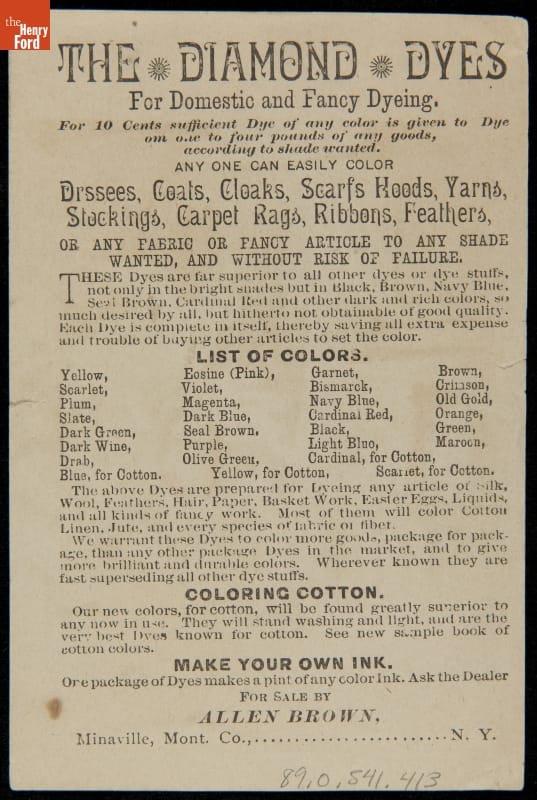 the
Henry
Ford
THE DIAMOND DYES
For Domestic and Fancy Dyeing.
For 10 Cents sufficient Dye of any color is given to Dye
om one to four pounds of any goods,
according to shade wanted.
ANY ONE CAN EASILY COLOR
Drssees, Coats, Cloaks, Scarfs Hoods, Yarns,
Stockings, Carpet Rags, Ribbons, Feathers,
OR ANY FABRIC OR FANCY ARTICLE TO ANY SHADE
WANTED, AND WITHOUT RISK OF FAILURE.
THESE Dyes are far superior to all other dyes or dye stuffs,
not only in the bright shades but in Black, Brown, Navy Blue,
Seal Brown, Cardinal Red and other dark and rich colors, so
much desired by all, but hitherto not obtainable of good quality.
Each Dye is complete in itself, thereby saving all extra expense
and trouble of buying other articles to set the color.
LIST OF COLORS.
Yellow, Eosine (Pink), Garnet, Brown,
Scarlet, Violet, Bismarck, Crimson,
Plum, Magenta, Navy Blue, Old Gold,
Slate, Dark Blue, Cardinal Red, Orange,
Dark Green, Seal Brown, Black, Green,
Dark Wine, Purple, Light Blue, Maroon,
Drab, Olive Green, Cardinal, for Cotton,
Blue, for Cotton. Yellow, for Cotton, Scarlet, for Cotton.
The above Dyes are prepared for Dyeing any article of Silk,
Wool, Feathers, Hair, Paper, Basket Work, Easter Eggs, Liquids,
and all kinds of fancy work. Most of them will color Cotton
Linen, Jute, and every species of fabric or fiber.
We warrant these Dyes to color more goods, package for pack-
age, than any other package Dyes in the market, and to give
more brilliant and durable colors. Wherever known they are
fast superseding all other dye stuffs.
COLORING COTTON.
Our new colors, for cotton, will be found greatly superior to
any now in use. They will stand washing and light, and are the
very best Dyes known for cotton. See new sample book of
cotton colors.
MAKE YOUR OWN INK.
One package of Dyes makes a pint of any color Ink. Ask the Dealer
FOR SALE BY
ALLEN BROWN,
Minaville, Mont. Co.,........................N. Y.
89.0.541.413